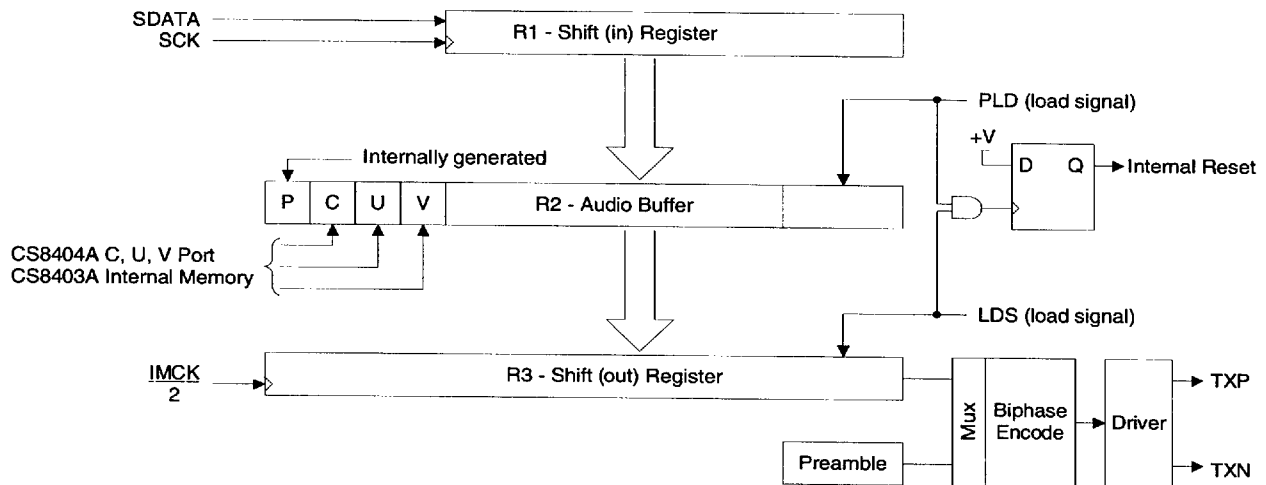 SDATA
SCK
R1 - Shift (in) Register
PLD (load signal)
+V
D Q
Internal Reset
Internally generated
P C U V
R2 - Audio Buffer
CS8404A C, U, V Port
CS8403A Internal Memory
LDS (load signal)
IMCK
2
R3 - Shift (out) Register
Mux
Biphase
Encode
Driver
TXP
TXN
Preamble